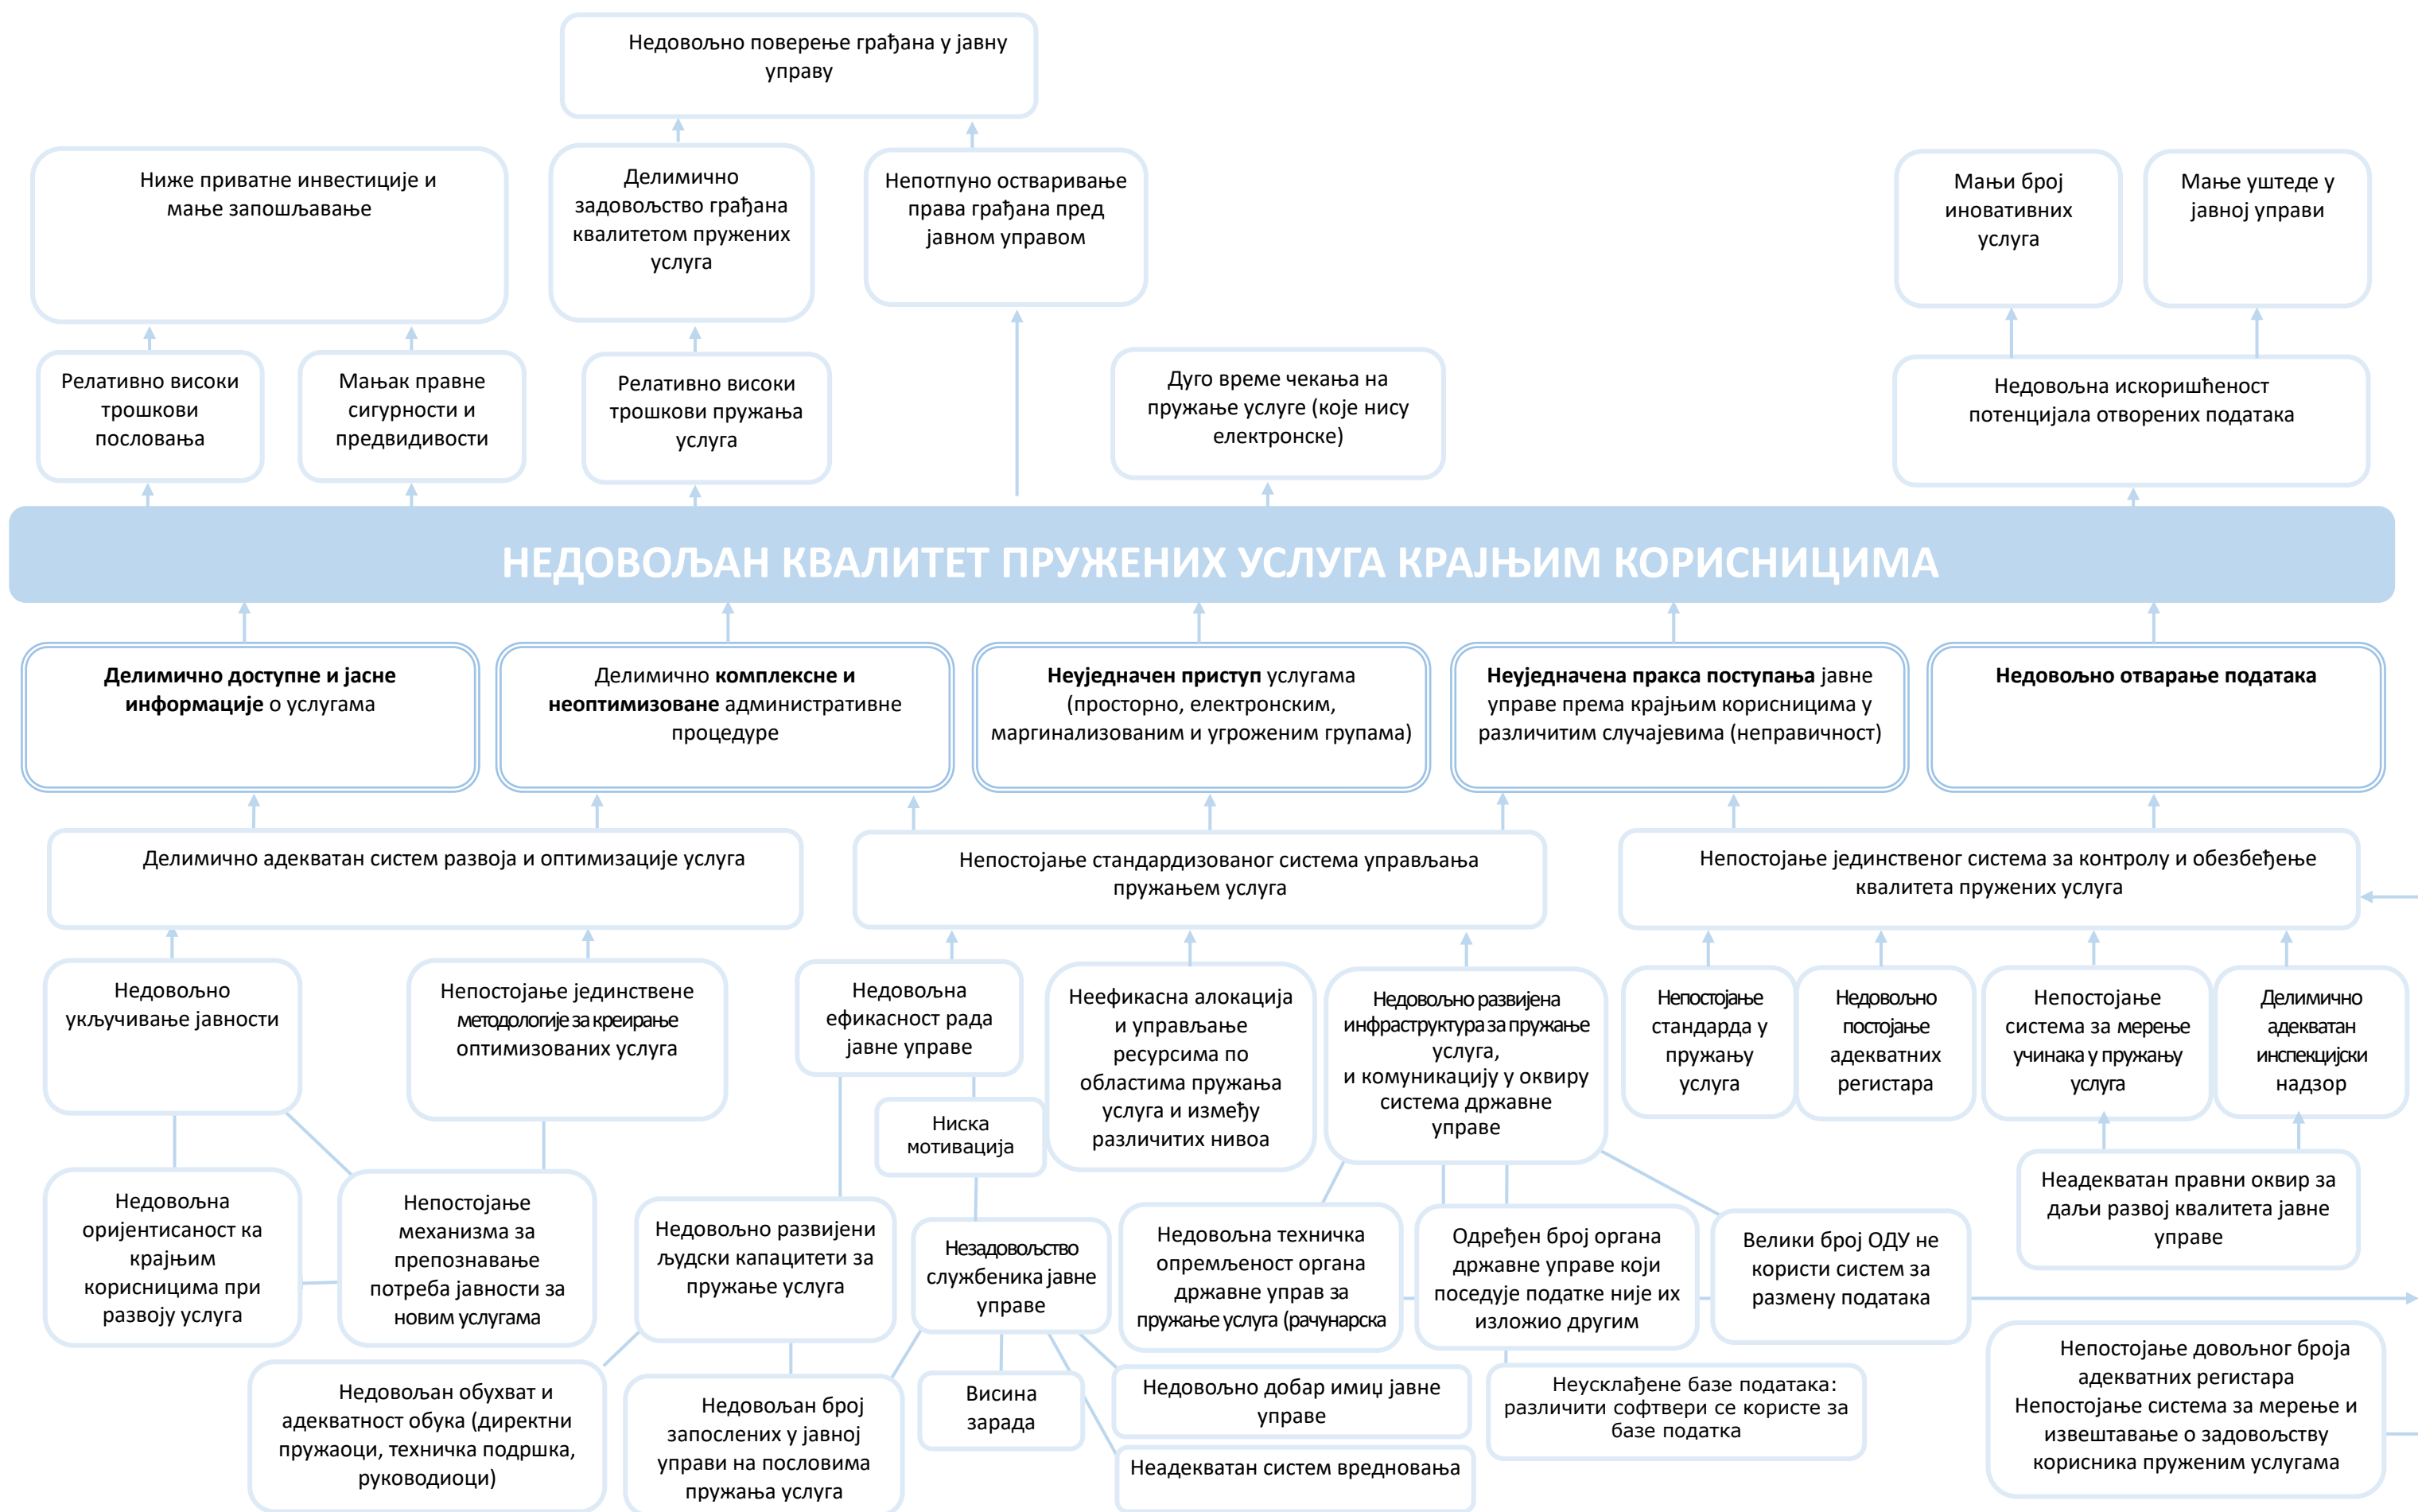 Недовољно поверење грађана у јавну
управу
Ниже приватне инвестиције и
мање запошљавање
Делимично
задовољство грађана
квалитетом пружених
услуга
Непотпуно остваривање
права грађана пред
јавном управом
Мањи број
иновативних
услуга
Мање уштеде у
јавној управи
Релативно високи
трошкови
пословања
Мањак правне
сигурности и
предвидивости
Релативно високи
трошкови пружања
услуга
Дуго време чекања на
пружање услуге (које нису
електронске)
Недовољна искоришћеност
потенцијала отворених података
НЕДОВОЉАН КВАЛИТЕТ ПРУЖЕНИХ УСЛУГА КРАЈЊИМ КОРИСНИЦИМА
Делимично доступне и јасне
информације о услугама
Делимично комплексне и
неоптимизоване административне
процедуре
Неуједначен приступ услугама
(просторно, електронским,
маргинализованим и угроженим групама)
Неуједначена пракса поступања јавне
управе према крајњим корисницима у
различитим случајевима (неправичност)
Недовољно отварање података
Делимично адекватан систем развоја и оптимизације услуга
Непостојање стандардизованог система управљања
пружањем услуга
Непостојање јединственог система за контролу и обезбеђење
квалитета пружених услуга
Недовољно
укључивање јавности
Непостојање јединствене
методологије за креирање
оптимизованих услуга
Недовољна
ефикасност рада
јавне управе
Неефикасна алокација
и управљање
ресурсима по
областима пружања
услуга и између
различитих нивоа
Недовољно развијена
инфраструктура за пружање
услуга,
и комуникацију у оквиру
система државне
управе
Непостојање
стандарда у
пружању
услуга
Недовољно
постојање
адекватних
регистара
Непостојање
система за мерење
учинака у пружању
услуга
Делимично
адекватан
инспекцијски
надзор
Ниска
мотивација
Недовољна
оријентисаност ка
крајњим
корисницима при
развоју услуга
Непостојање
механизма за
препознавање
потреба јавности за
новим услугама
Недовољно развијени
људски капацитети за
пружање услуга
Незадовољство
службеника јавне
управе
Недовољна техничка
опремљеност органа
државне управ за
пружање услуга (рачунарска
Одређен број органа
државне управе који
поседује податке није их
изложио другим
Велики број ОДУ не
користи систем за
размену података
Неадекватан правни оквир за
даљи развој квалитета јавне
управе
Недовољан обухват и
адекватност обука (директни
пружаоци, техничка подршка,
руководиоци)
Недовољан број
запослених у јавној
управи на пословима
пружања услуга
Висина
зарада
Недовољно добар имиџ јавне
управе
Неадекватан систем вредновања
Неусклађене базе података:
различити софтвери се користе за
базе податка
Непостојање довољног броја
адекватних регистара
Непостојање система за мерење и
извештавање о задовољству
корисника пруженим услугама